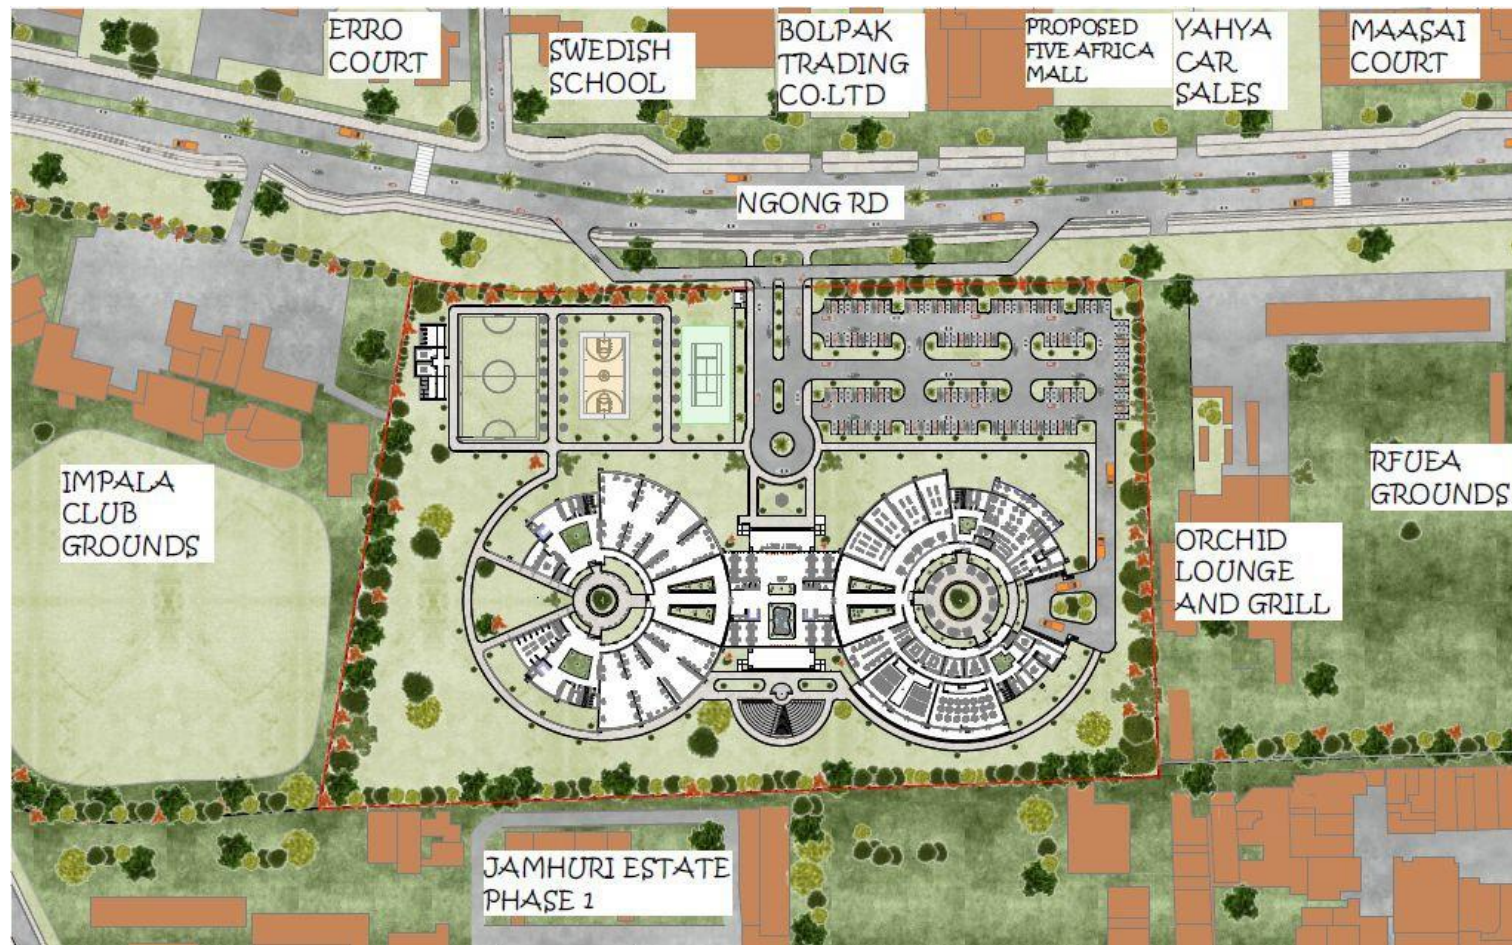 ERRO
COURT
SWEDISH
SCHOOL
BOLPAK
TRADING
CO.LTD
PROPOSED
FIVE AFRICA
MALL
YAHYA
CAR
SALES
MAASAI
COURT
NGONG RD
IMPALA
CLUB
GROUNDS
RFUEA
GROUNDS
ORCHID
LOUNGE
AND GRILL
JAMHURI ESTATE
PHASE 1